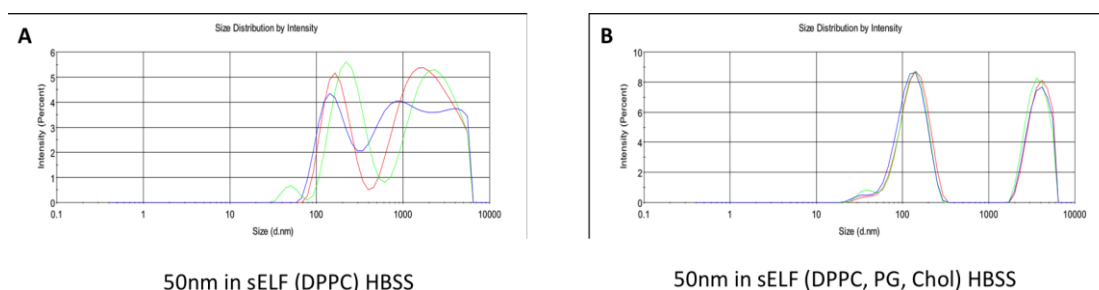 A
Size Distribution by Intensity
6
5
4
3
2
1
0
Intensity (Percent)
0.1 1 10 100 1000 10000
Size (d.nm)
50nm in sELF (DPPC) HBSS
B
Size Distribution by Intensity
10
8
6
4
2
0
Intensity (Percent)
0.1 1 10 100 1000 10000
Size (d.nm)
50nm in sELF (DPPC, PG, Chol) HBSS